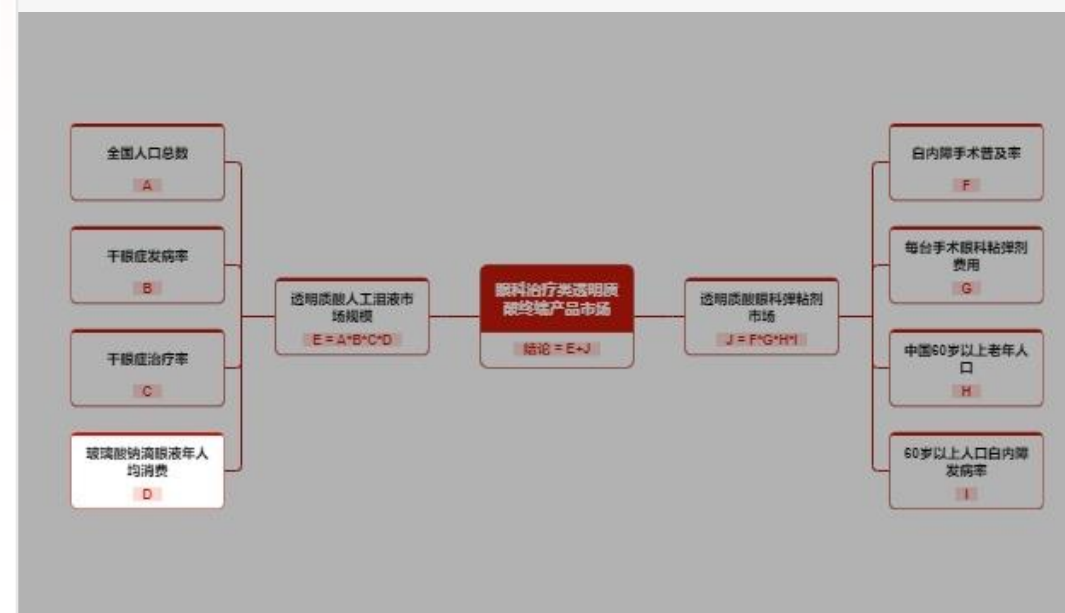 全国人口总数
A
干眼症发病率
B
干眼症治疗率
C
玻璃酸钠滴眼液年人
均消费
D
透明质酸人工泪液市
场规模
E = A*B*C*D
眼科治疗类透明质
酸终端产品市场
结论 = E+J
透明质酸眼科弹粘剂
市场
J = F*G*H*I
白内障手术普及率
F
每台手术眼科粘弹剂
费用
G
中国60岁以上老年人
口
H
60岁以上人口白内障
发病率
I